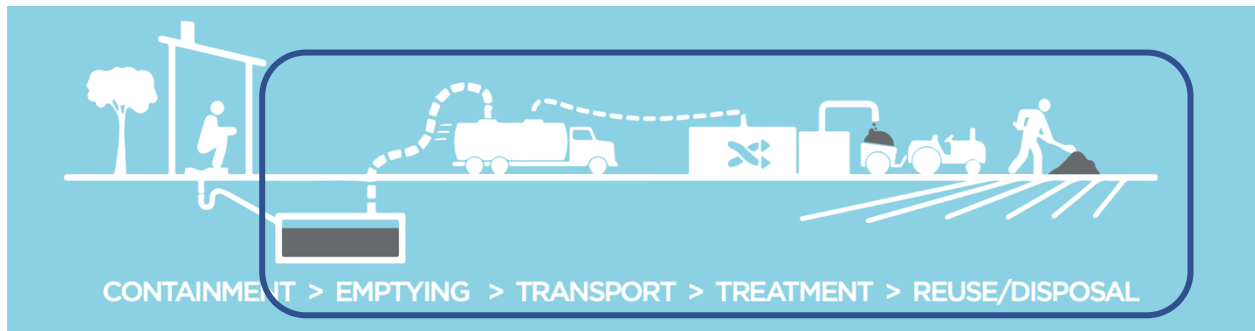 CONTAINMENT > EMPTYING > TRANSPORT > TREATMENT > REUSE/DISPOSAL